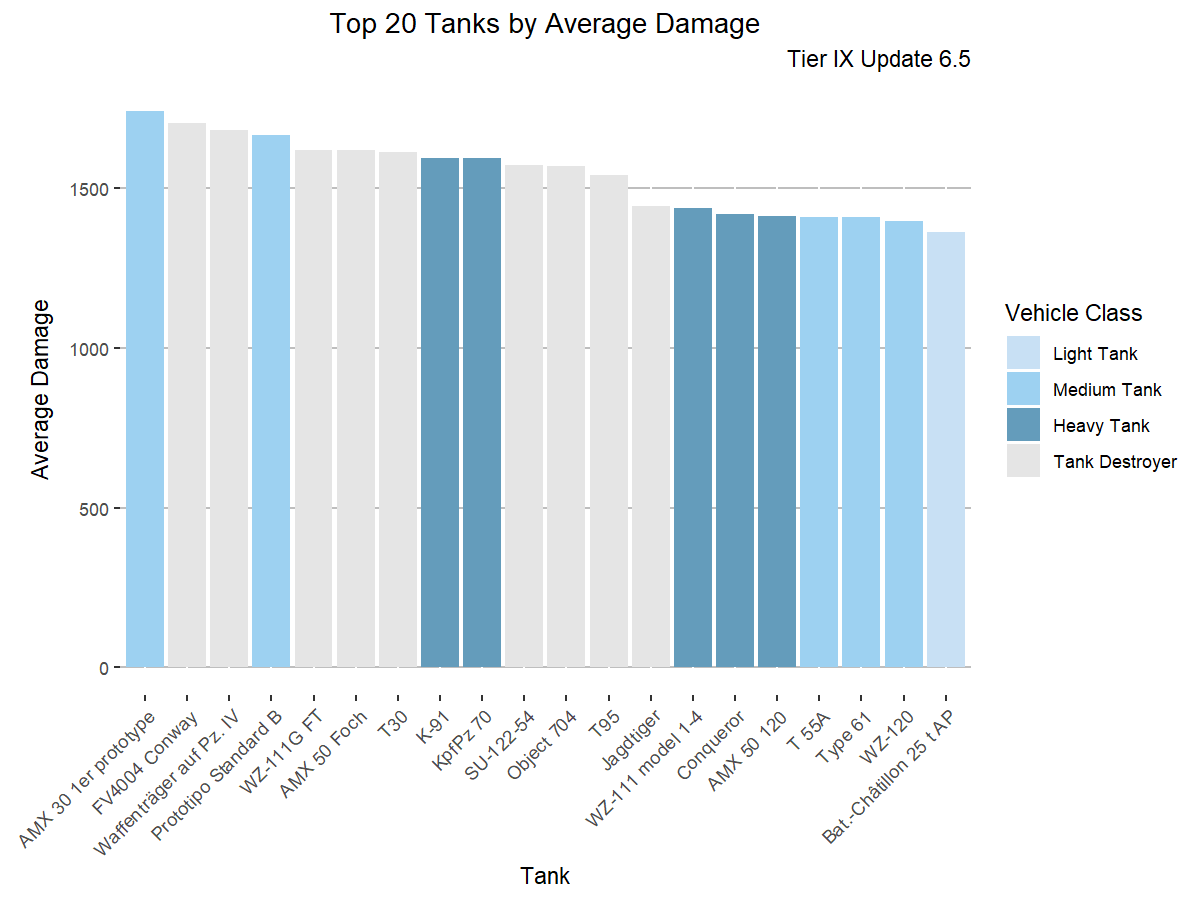 Top 20 Tanks by Average Damage
Tier IX Update 6.5
Average Damage
1500
1000
500
0
AMX 30 1er prototype
FV4004 Conway
Waffenträger auf Pz. IV
Prototipo Standard B
WZ-111G FT
AMX 50 Foch
T30
K-91
KpfPz 70
SU-122-54
Object 704
T95
Jagdtiger
WZ-111 model 1-4
Conqueror
AMX 50 120
T 55A
Type 61
WZ-120
Bat.-Châtillon 25 t AP
Tank
Vehicle Class
Light Tank
Medium Tank
Heavy Tank
Tank Destroyer